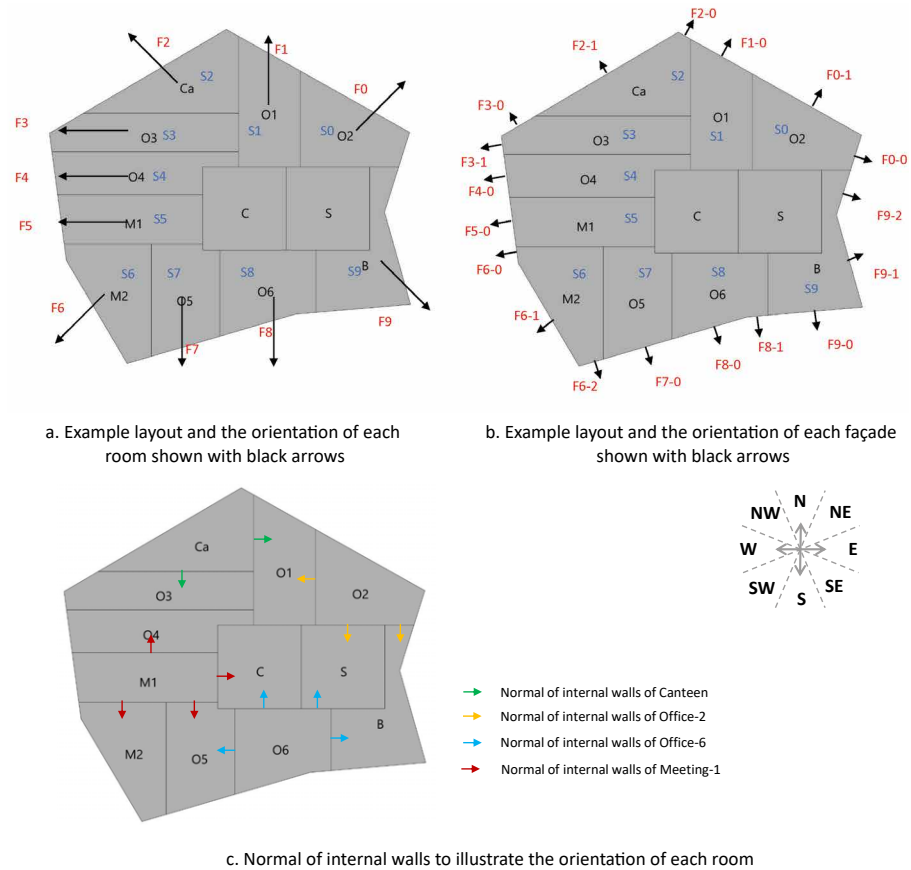 F2-0
F2 F1 F2-1 F1-0
S2 S2
Ca F0 Ca F0-1
O1 O1
F3 O3 S3 S1 S0 O2 F3-0 O3 S3 S1 S0 O2
F3-1 F0-0
F4 O4 S4 F4-0 O4 S4
F5 M1 S5 C S F5-0 M1 S5 C S F9-2
F6-0
S6 S7 S8 S9 B S6 S7 S8 B F9-1
F6 M2 O5 O6 M2 O5 O6 S9
F8 F9 F6-1
F7 F8-1 F9-0
F6-2 F7-0 F8-0
a. Example layout and the orientation of each
room shown with black arrows
b. Example layout and the orientation of each façade
shown with black arrows
NW N NE
Ca W E
O1 SW S SE
O3 O2
O4
M1 C S
B
M2 O5 O6
Normal of internal walls of Canteen
Normal of internal walls of Office-2
Normal of internal walls of Office-6
Normal of internal walls of Meeting-1
c. Normal of internal walls to illustrate the orientation of each room